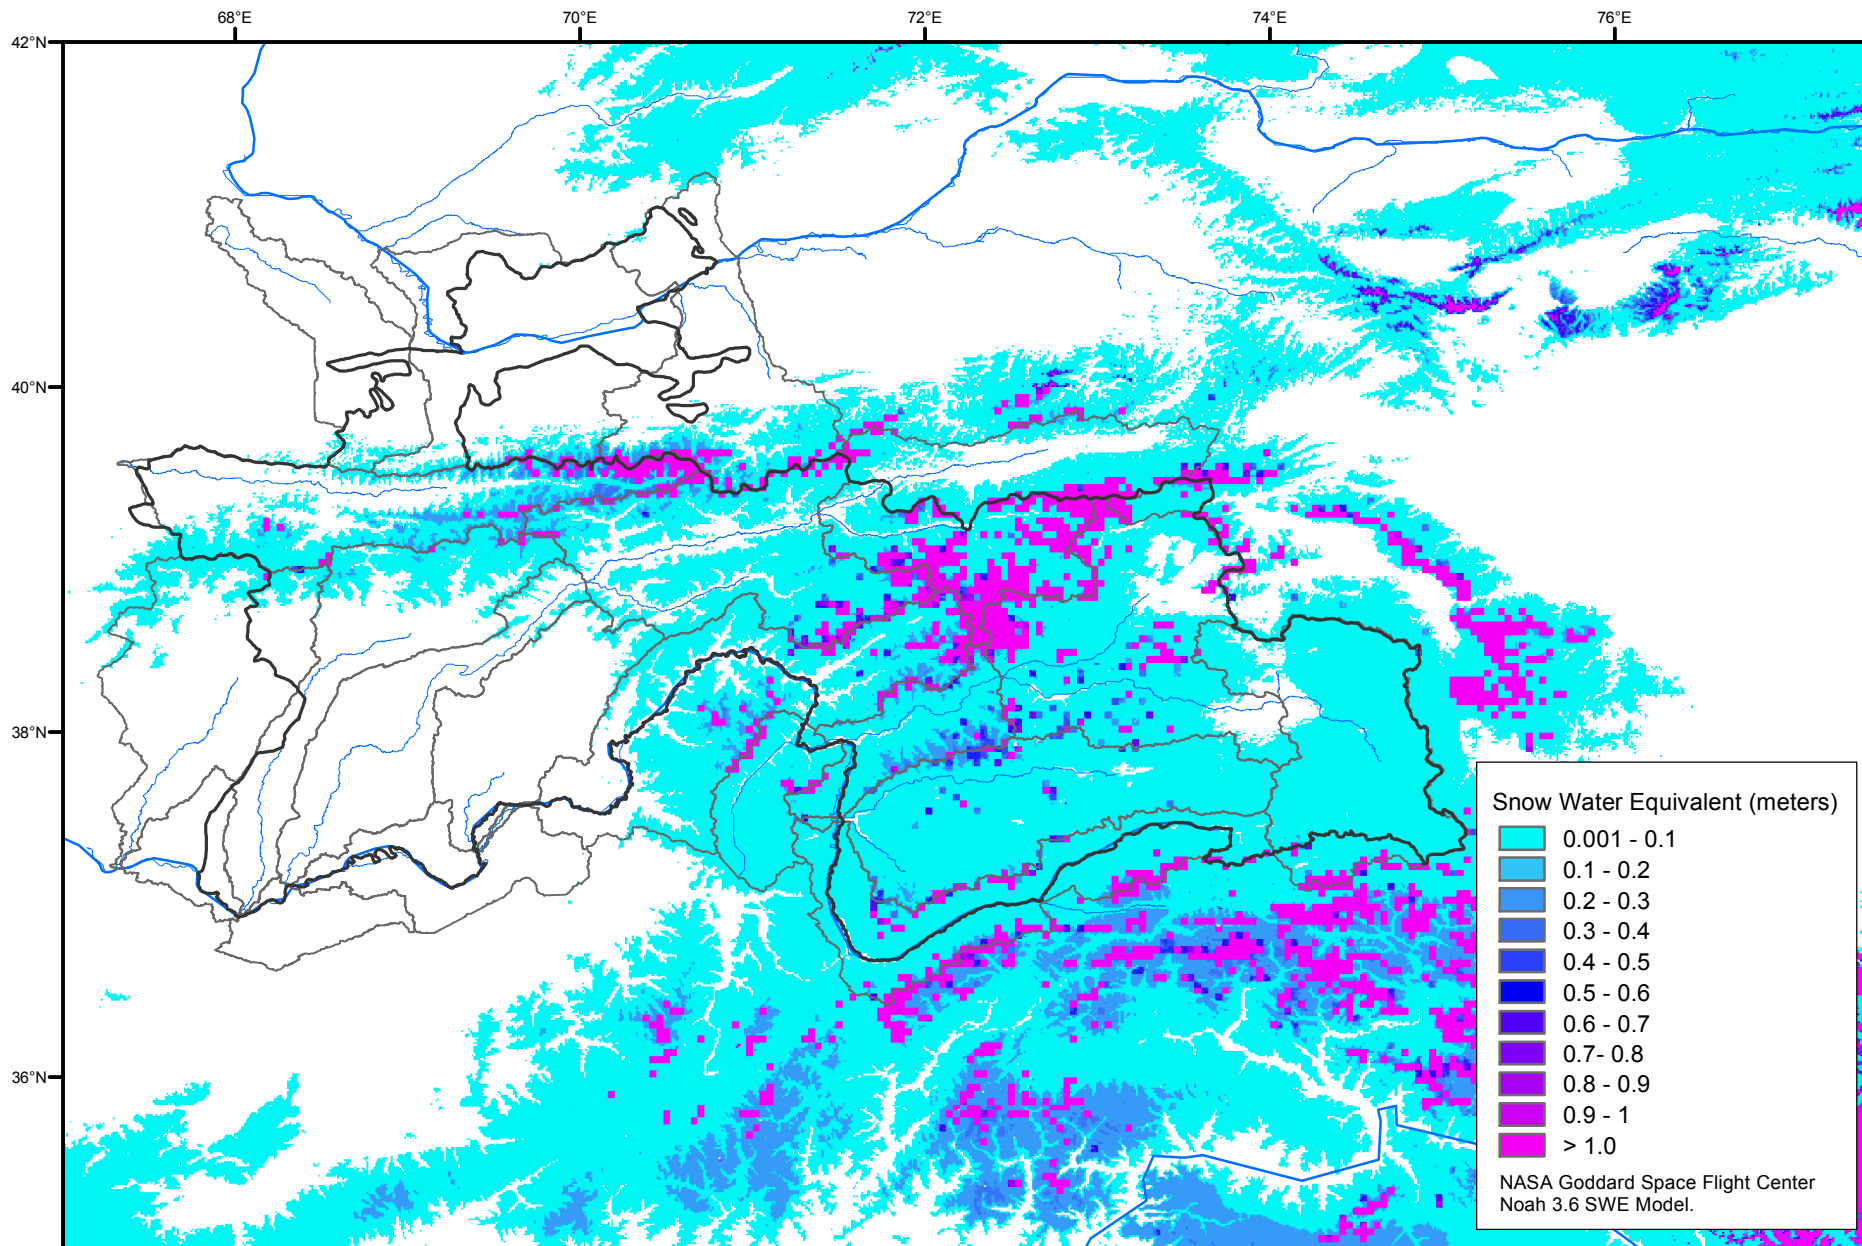 68°E 70°E 72°E 74°E 76°E
42°N
40°N
38°N
36°N
Snow Water Equivalent (meters)
0.001 - 0.1
0.1 - 0.2
0.2 - 0.3
0.3 - 0.4
0.4 - 0.5
0.5 - 0.6
0.6 - 0.7
0.7- 0.8
0.8 - 0.9
0.9 - 1
> 1.0
NASA Goddard Space Flight Center
Noah 3.6 SWE Model.